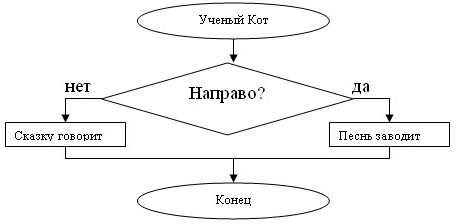 Ученый Кот
нет
да
Направо?
Сказку говорит
Песнь заводит
Конец